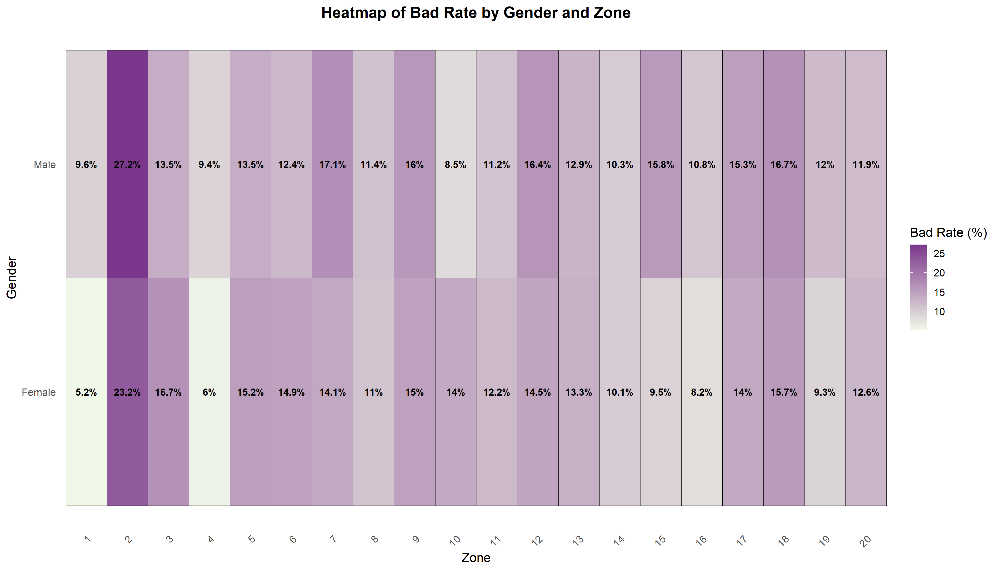 Heatmap of Bad Rate by Gender and Zone
Gender
Male
9.6% 27.2% 13.5% 9.4% 13.5% 12.4% 17.1% 11.4% 16% 8.5% 11.2% 16.4% 12.9% 10.3% 15.8% 10.8% 15.3% 16.7% 12% 11.9%
Female
5.2% 23.2% 16.7% 6% 15.2% 14.9% 14.1% 11% 15% 14% 12.2% 14.5% 13.3% 10.1% 9.5% 8.2% 14% 15.7% 9.3% 12.6%
1 2 3 4 5 6 7 8 9 10 11 12 13 14 15 16 17 18 19 20
Zone
Bad Rate (%)
25
20
15
10